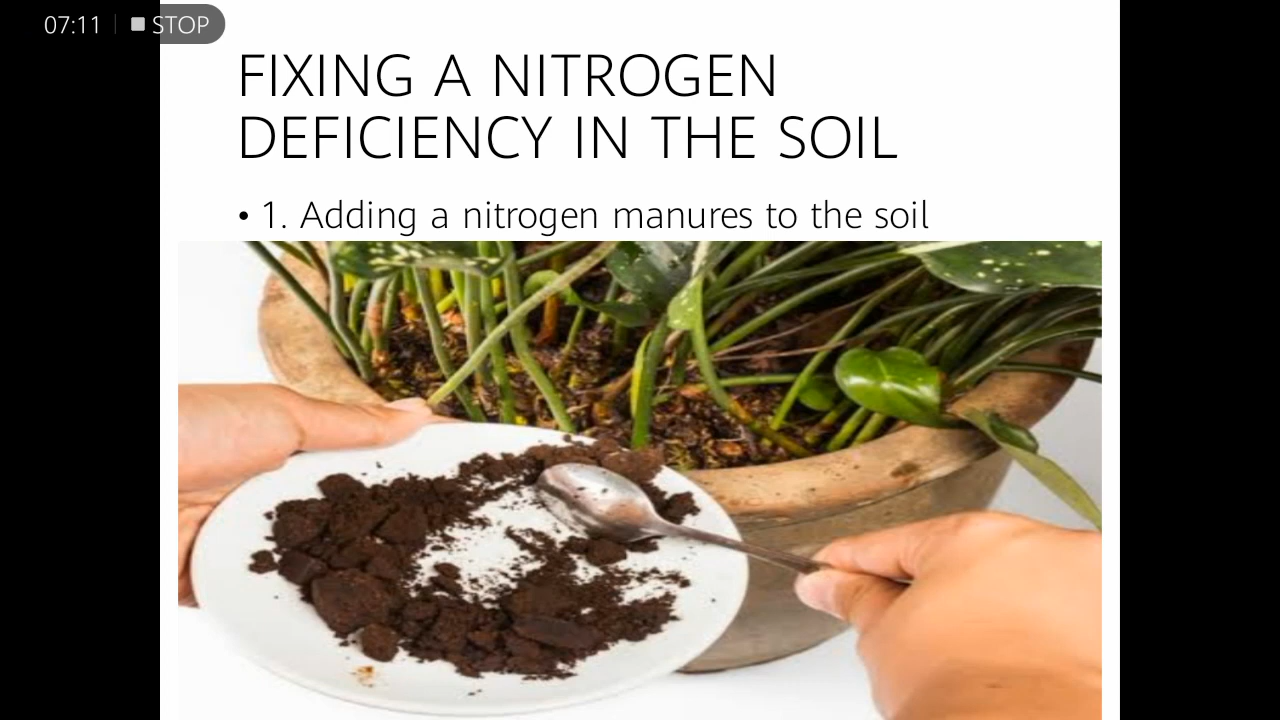 07:11 STOP
FIXING A NITROGEN
DEFICIENCY IN THE SOIL
• 1. Adding a nitrogen manures to the soil